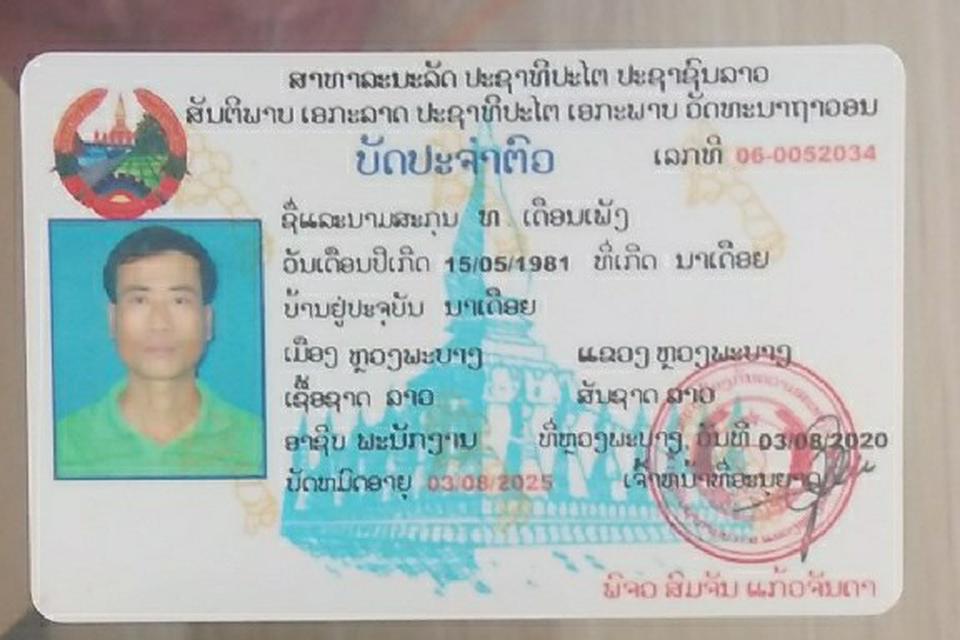 ສາທາລະນະລັດ ປະຊາທິປະໄຕ ປະຊາຊົນລາວ
ສັນຕິພາບ ເອກະລາດ ປະຊາທິປະໄຕ ເອກະພາບ ວັດທະນາຖາວອນ
ບັດປະຈຳຕົວ ເລກທີ 06-0052034
ຊື່ແລະນາມສະກຸນ ທ ເດືອນເພັງ
ວັນເດືອນປີເກີດ 15/05/1981 ທີ່ເກີດ ນາເດືອຍ
ບ້ານຢູ່ປະຈຸບັນ ນາເດືອຍ
ເມືອງ ຫຼວງພະບາງ ແຂວງ ຫຼວງພະບາງ
ເຊື້ອຊາດ ລາວ ສັນຊາດ ລາວ
ອາຊີບ ພະນັກງານ ທີ່ຫຼວງພະບາງ, ວັນທີ 03/08/2020
ບັດຫມົດອາຍຸ 03/08/2025 ເຈົ້າຫນ້າທີ່ອະນຸຍາດ
ພິຈວ ສົມຈັນ ແກ້ວຈັນດາ